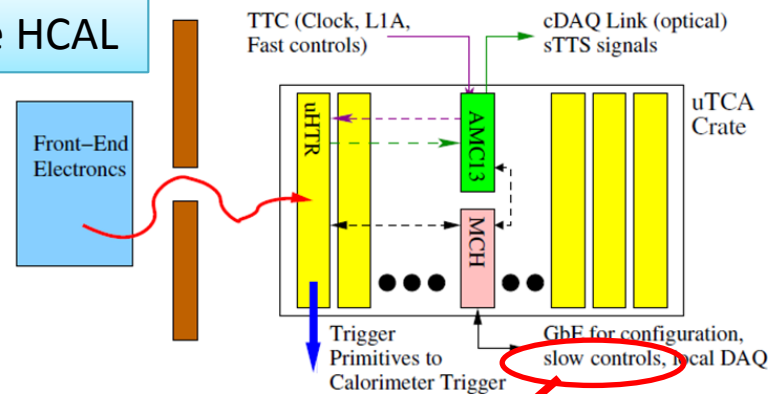 e HCAL
TTC (Clock, L1A,
Fast controls)
cDAQ Link (optical)
sTTS signals
uTCA
Crate
Front-End
Electroncs
uHTR
AMC13
MCH
Trigger
Primitives to
Calorimeter Trigger
GbE for configuration,
slow controls, local DAQ